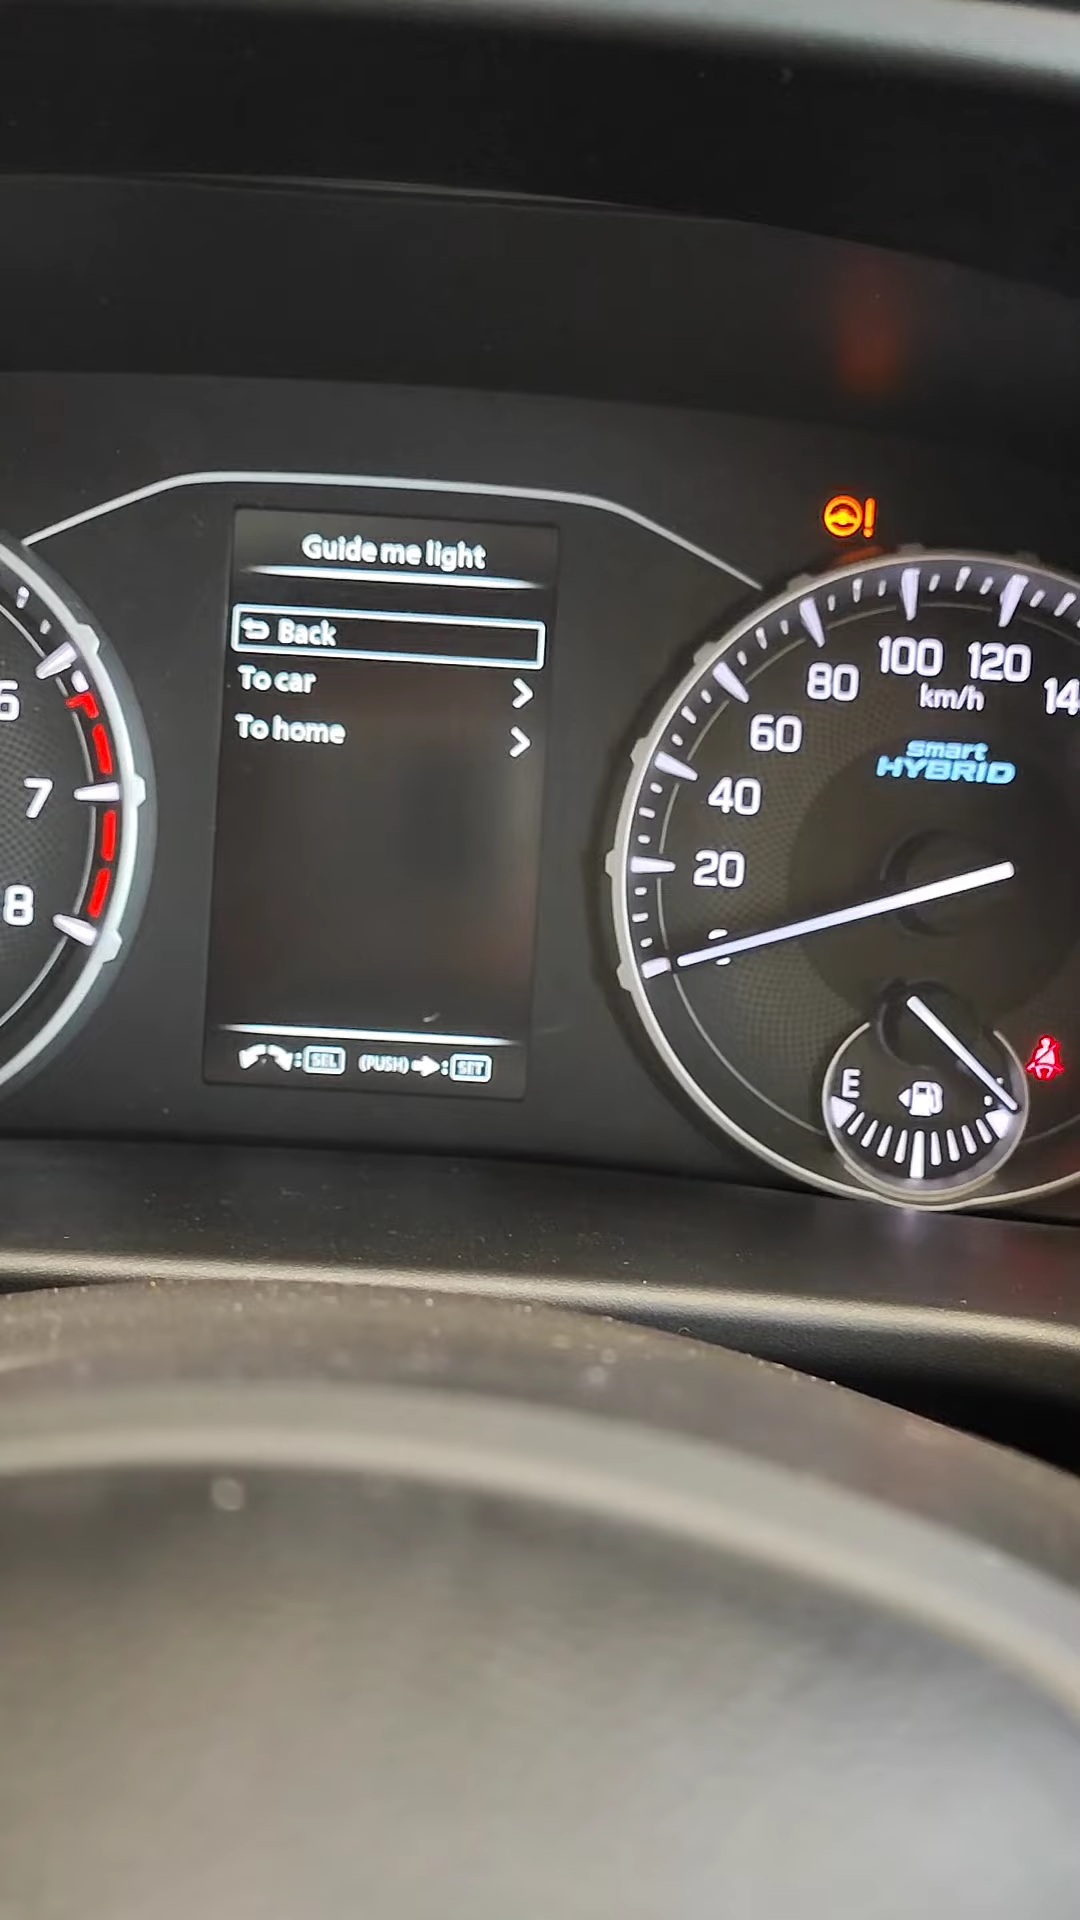 Guide me light
Back
To car
To home
: SEL (PUSH) : SET
6
7
8
20
40
60
80
100
120
km/h
smart
HYBRID
E